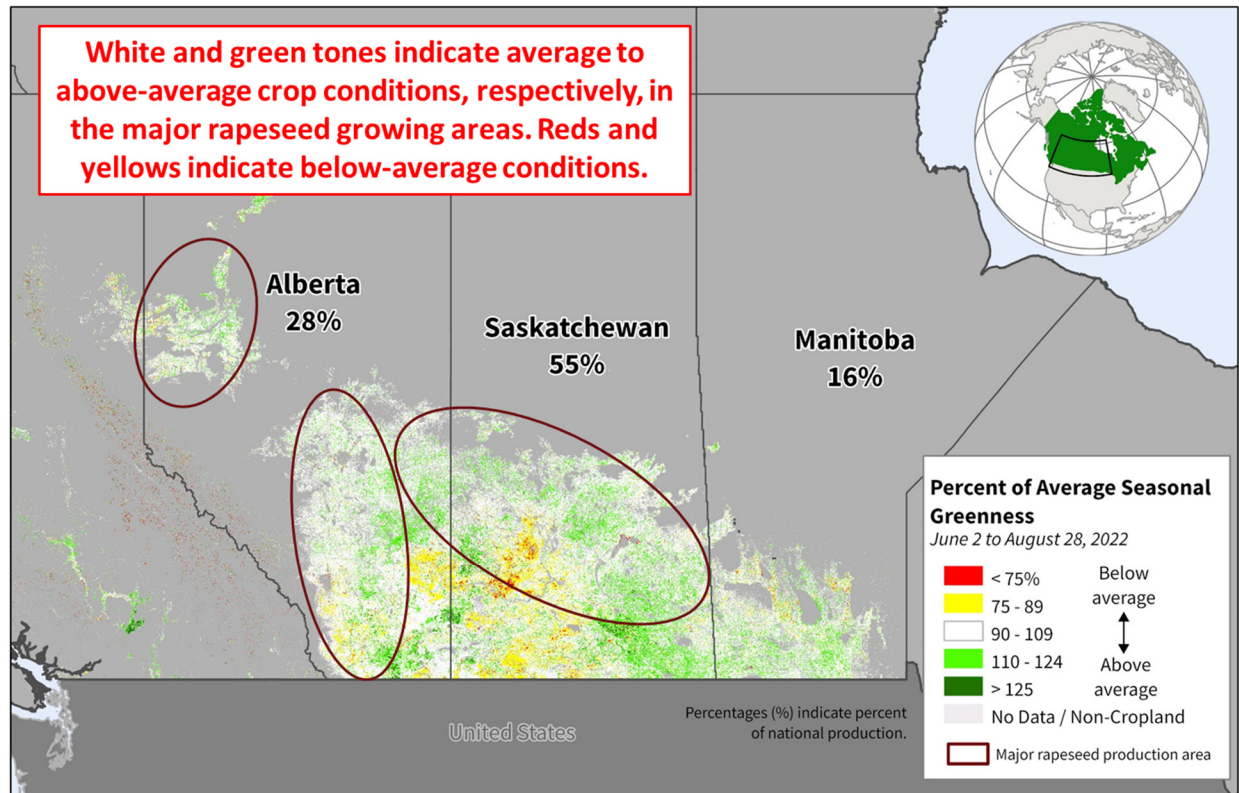 White and green tones indicate average to
above-average crop conditions, respectively, in
the major rapeseed growing areas. Reds and
yellows indicate below-average conditions.
Alberta
28%
Saskatchewan
55%
Manitoba
16%
Percent of Average Seasonal
Greenness
June 2 to August 28, 2022
< 75%
75 - 89
90 - 109
110 - 124
> 125
No Data / Non-Cropland
Below
average
Above
average
Major rapeseed production area
United States
Percentages (%) indicate percent
of national production.